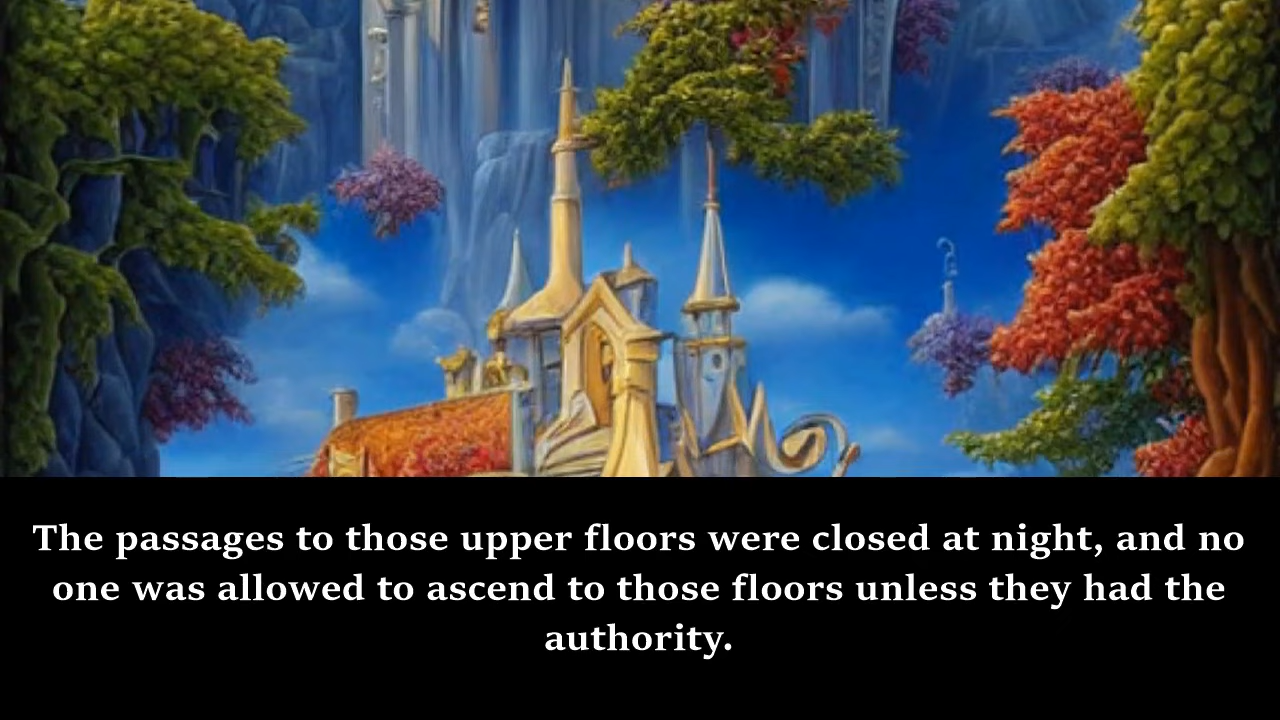 The passages to those upper floors were closed at night, and no
one was allowed to ascend to those floors unless they had the
authority.